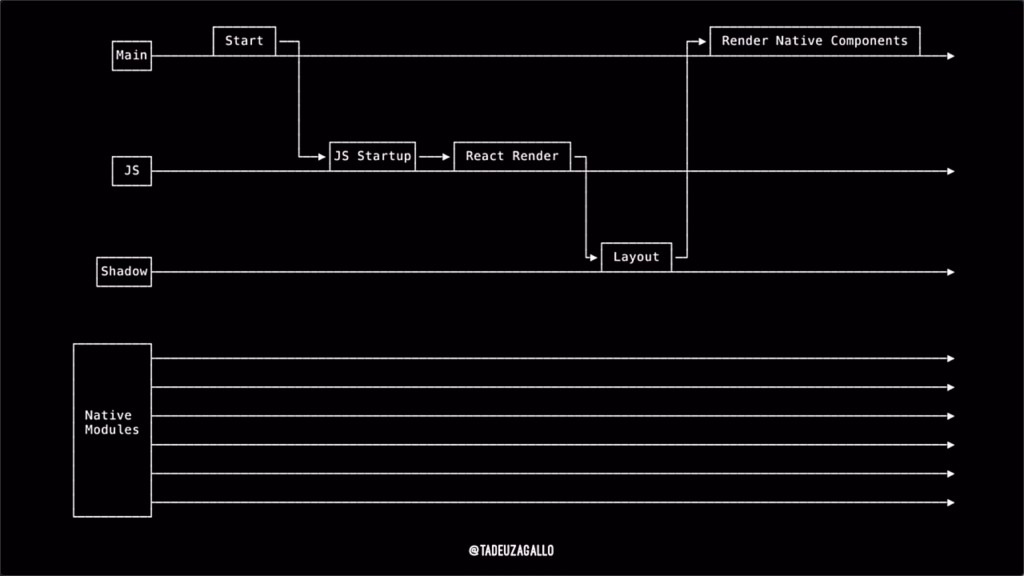 Start
Render Native Components
Main
JS Startup
React Render
JS
Layout
Shadow
Native
Modules
@TADEUZAGALLO